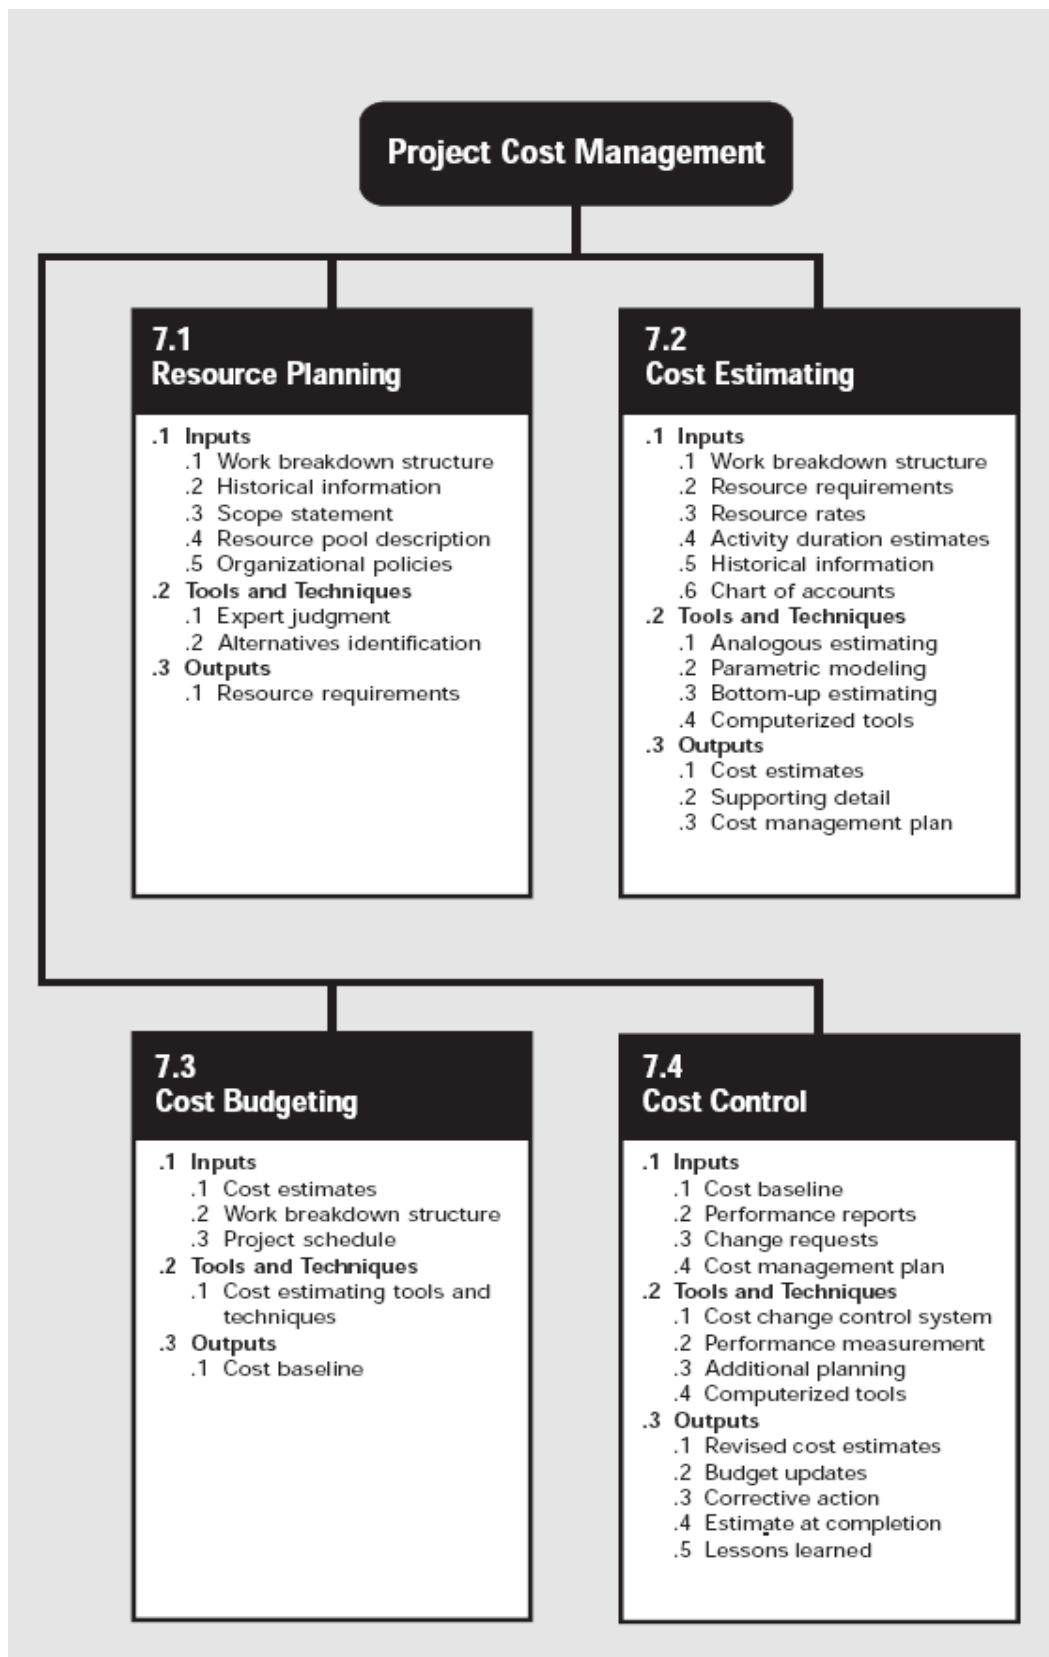 Project Cost Management
7.1
Resource Planning
.1 Inputs
.1 Work breakdown structure
.2 Historical information
.3 Scope statement
.4 Resource pool description
.5 Organizational policies
.2 Tools and Techniques
.1 Expert judgment
.2 Alternatives identification
.3 Outputs
.1 Resource requirements
7.2
Cost Estimating
.1 Inputs
.1 Work breakdown structure
.2 Resource requirements
.3 Resource rates
.4 Activity duration estimates
.5 Historical information
.6 Chart of accounts
.2 Tools and Techniques
.1 Analogous estimating
.2 Parametric modeling
.3 Bottom-up estimating
.4 Computerized tools
.3 Outputs
.1 Cost estimates
.2 Supporting detail
.3 Cost management plan
7.3
Cost Budgeting
.1 Inputs
.1 Cost estimates
.2 Work breakdown structure
.3 Project schedule
.2 Tools and Techniques
.1 Cost estimating tools and
techniques
.3 Outputs
.1 Cost baseline
7.4
Cost Control
.1 Inputs
.1 Cost baseline
.2 Performance reports
.3 Change requests
.4 Cost management plan
.2 Tools and Techniques
.1 Cost change control system
.2 Performance measurement
.3 Additional planning
.4 Computerized tools
.3 Outputs
.1 Revised cost estimates
.2 Budget updates
.3 Corrective action
.4 Estimate at completion
.5 Lessons learned